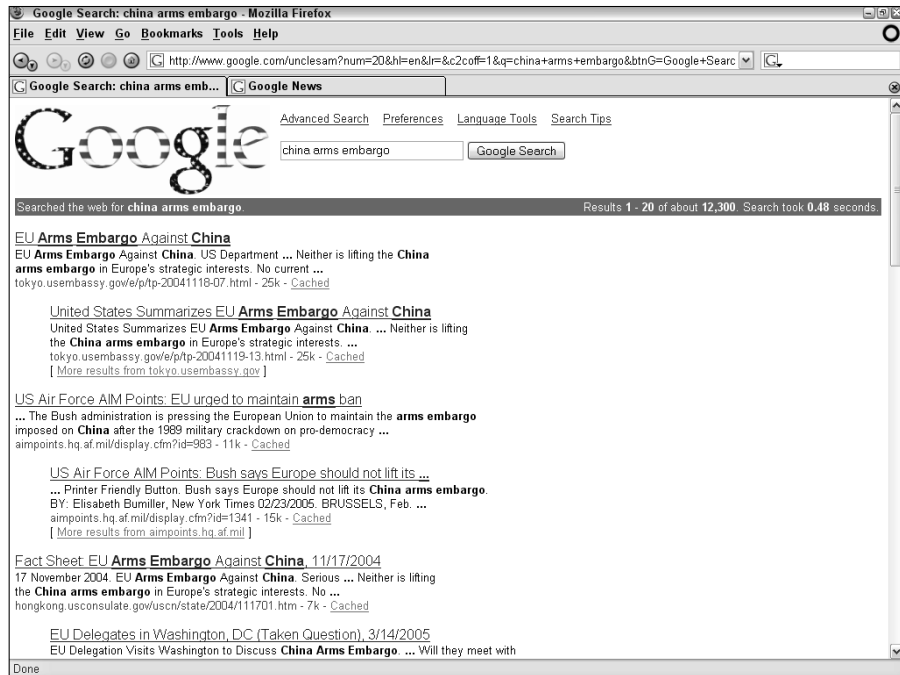 Google Search: china arms embargo - Mozilla Firefox
File Edit View Go Bookmarks Tools Help
G http://www.google.com/unclesam?num=20&hl=en&lr=&c2coff=1&q=china+arms+embargo&btnG=Google+Searc G
G Google Search: china arms emb... G Google News
Google
Advanced Search Preferences Language Tools Search Tips
china arms embargo Google Search
Searched the web for china arms embargo. Results 1 - 20 of about 12,300. Search took 0.48 seconds.
EU Arms Embargo Against China
EU Arms Embargo Against China. US Department ... Neither is lifting the China
arms embargo in Europe's strategic interests. No current ...
tokyo.usembassy.gov/e/p/tp-20041118-07.html - 25k - Cached
United States Summarizes EU Arms Embargo Against China
United States Summarizes EU Arms Embargo Against China. ... Neither is lifting
the China arms embargo in Europe's strategic interests. ...
tokyo.usembassy.gov/e/p/tp-20041119-13.html - 25k - Cached
[ More results from tokyo.usembassy.gov ]
US Air Force AIM Points: EU urged to maintain arms ban
... The Bush administration is pressing the European Union to maintain the arms embargo
imposed on China after the 1989 military crackdown on pro-democracy ...
aimpoints.hq.af.mil/display.cfm?id=983 - 11k - Cached
US Air Force AIM Points: Bush says Europe should not lift its ...
... Printer Friendly Button. Bush says Europe should not lift its China arms embargo.
BY: Elisabeth Bumiller, New York Times 02/23/2005. BRUSSELS, Feb. ...
aimpoints.hq.af.mil/display.cfm?id=1341 - 15k - Cached
[ More results from aimpoints.hq.af.mil ]
Fact Sheet: EU Arms Embargo Against China, 11/17/2004
17 November 2004. EU Arms Embargo Against China. Serious ... Neither is lifting
the China arms embargo in Europe's strategic interests. No ...
hongkong.usconsulate.gov/uscn/state/2004/111701.htm - 7k - Cached
EU Delegates in Washington, DC (Taken Question), 3/14/2005
EU Delegation Visits Washington to Discuss China Arms Embargo. ... Will they meet with
Done